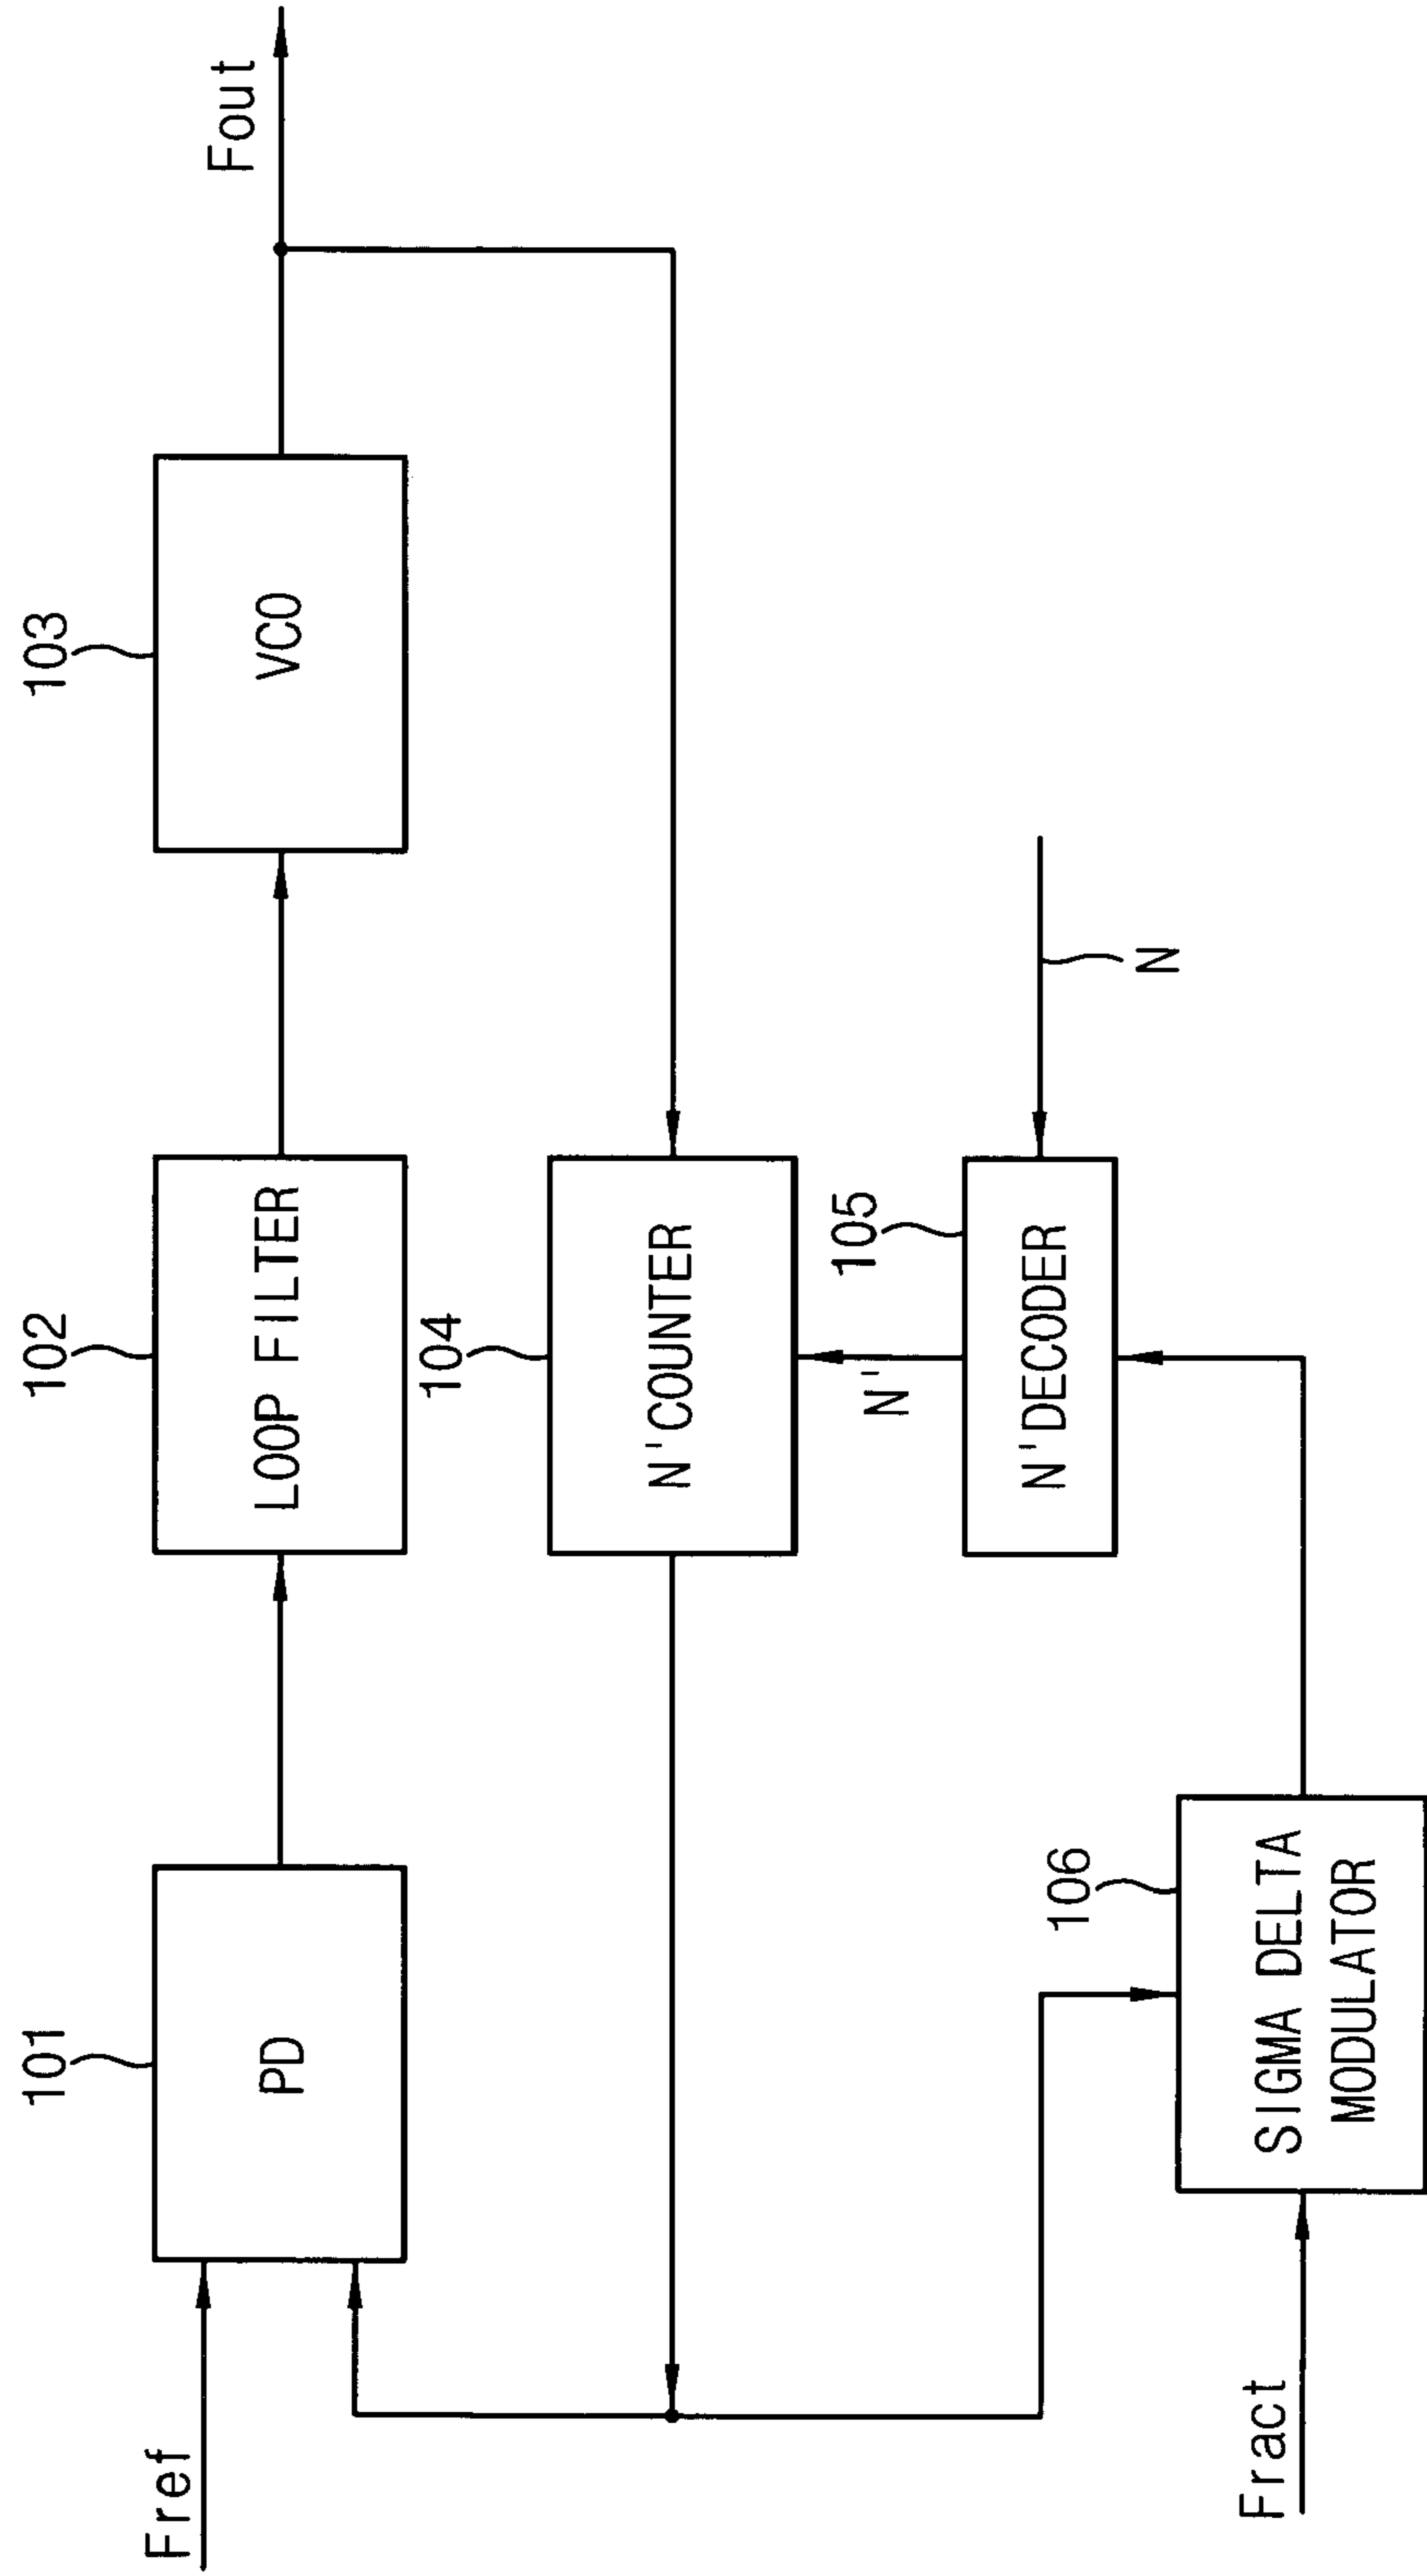 101
102
103
Fref
PD
LOOP FILTER
VCO
Fout
104
N'COUNTER
N'
105
N'DECODER
N
106
SIGMA DELTA
MODULATOR
Fract